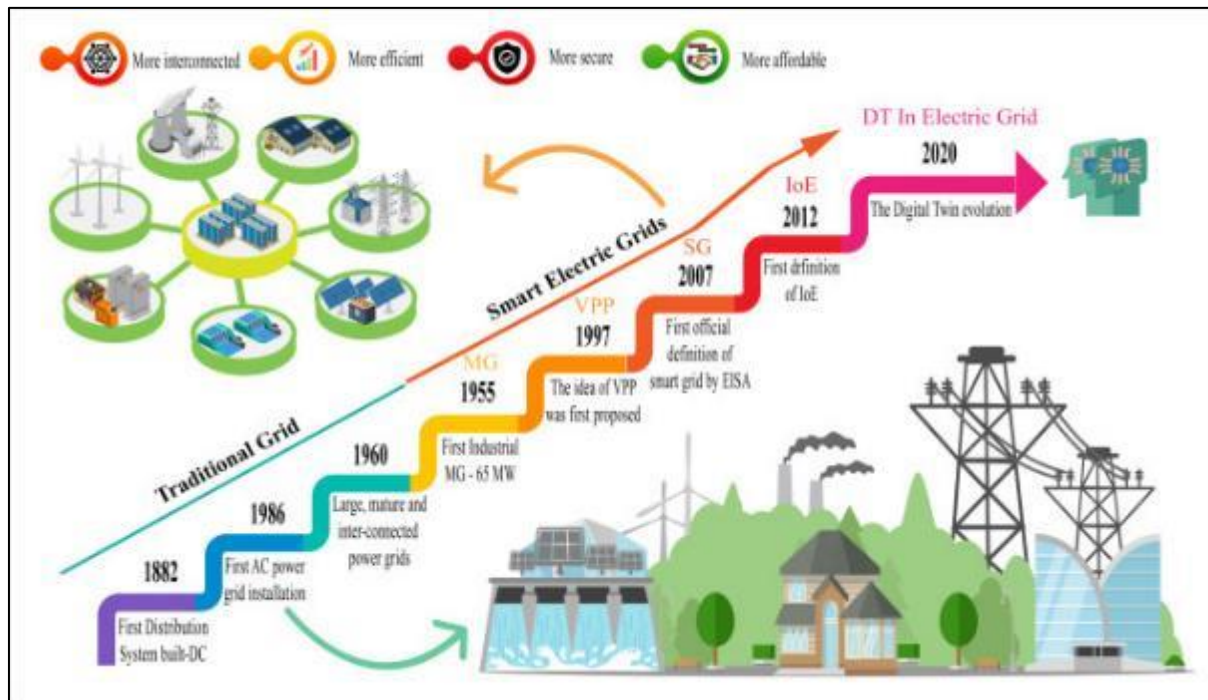 More interconnected
More efficient
More secure
More affordable
DT In Electric Grid
2020
The Digital Twin evolution
IoE
2012
First drfinition
of IoE
SG
2007
First official
definition of
smart grid by EISA
VPP
1997
The idea of VPP
was first proposed
MG
1955
First Industrial
MG - 65 MW
Smart Electric Grids
Traditional Grid
1960
Large, mature and
inter-connected
power grids
1986
First AC power
grid installation
1882
First Distribution
System built-DC